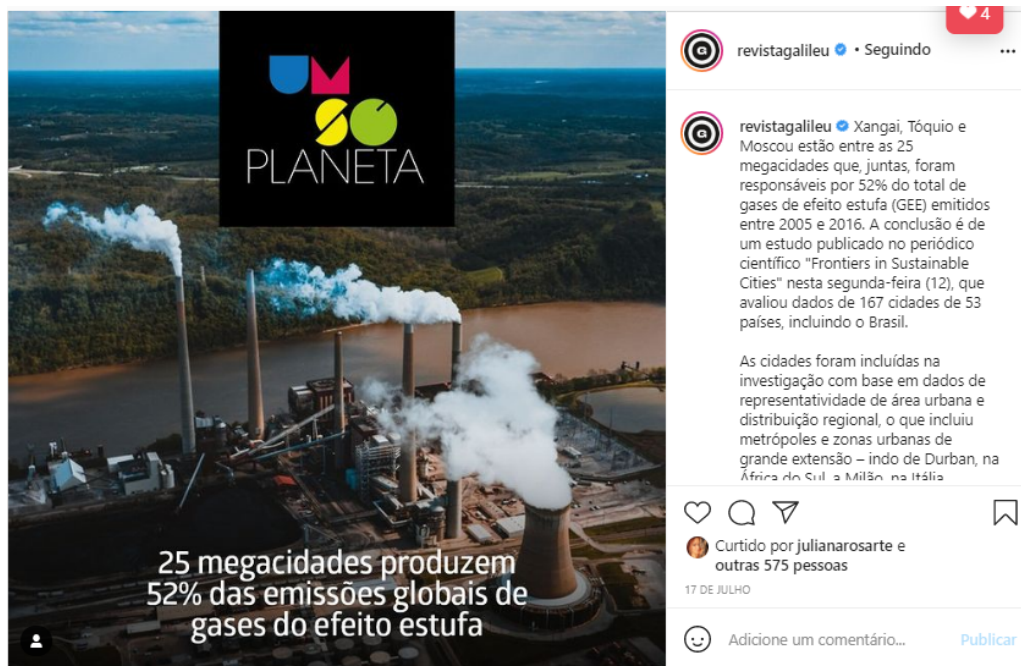 UM
SÓ
PLANETA
25 megacidades produzem
52% das emissões globais de
gases do efeito estufa
4
G
revistagalileu • Seguindo
G
revistagalileu Xangai, Tóquio e
Moscou estão entre as 25
megacidades que, juntas, foram
responsáveis por 52% do total de
gases de efeito estufa (GEE) emitidos
entre 2005 e 2016. A conclusão é de
um estudo publicado no periódico
científico "Frontiers in Sustainable
Cities" nesta segunda-feira (12), que
avaliou dados de 167 cidades de 53
países, incluindo o Brasil.
As cidades foram incluídas na
investigação com base em dados de
representatividade de área urbana e
distribuição regional, o que incluiu
metrópoles e zonas urbanas de
grande extensão – indo de Durban, na
África do Sul, a Milão, na Itália
Curtido por julianarosarte e
outras 575 pessoas
17 DE JULHO
Adicione um comentário... Publicar